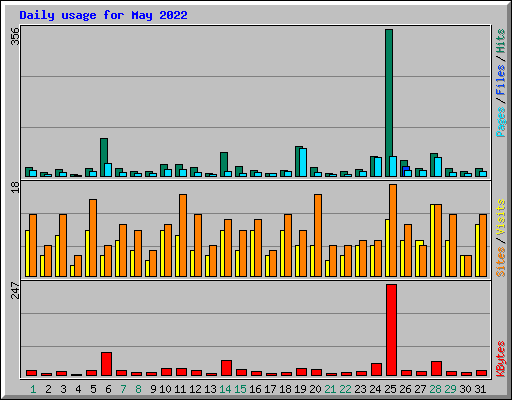 Daily usage for May 2022
356
Pages / Files / Hits
18
Sites / Visits
247
KBytes
1 2 3 4 5 6 7 8 9 10 11 12 13 14 15 16 17 18 19 20 21 22 23 24 25 26 27 28 29 30 31